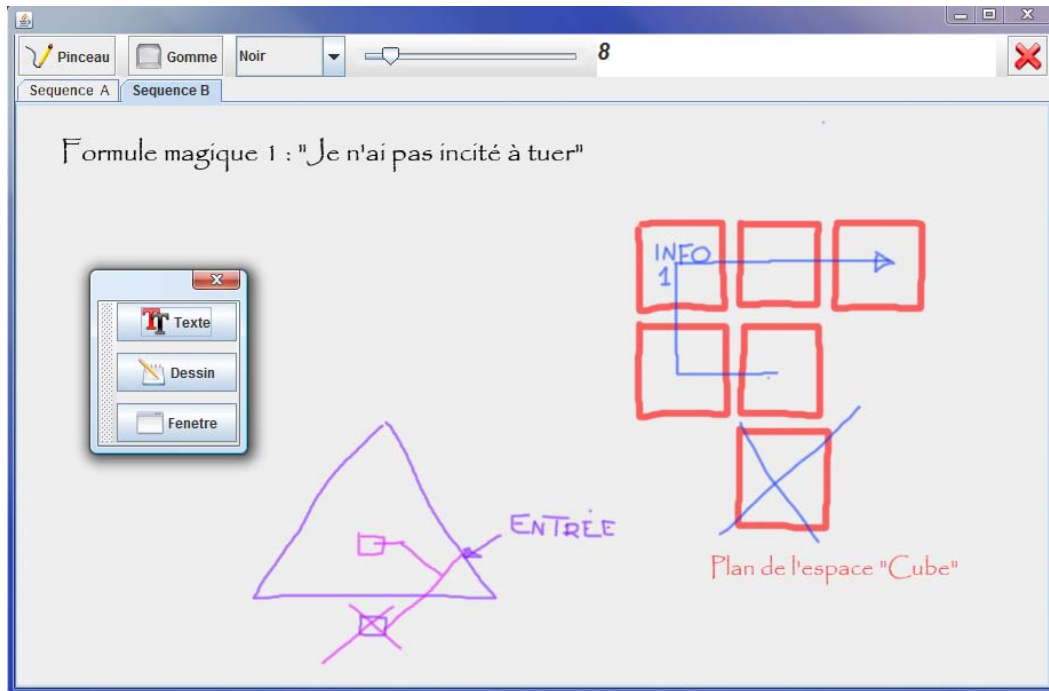 Pinceau
Gomme
Noir
8
Sequence A
Sequence B
Formule magique 1 : "Je n'ai pas incité à tuer"
INFO
1
Texte
Dessin
Fenetre
ENTRÉE
Plan de l'espace "Cube"